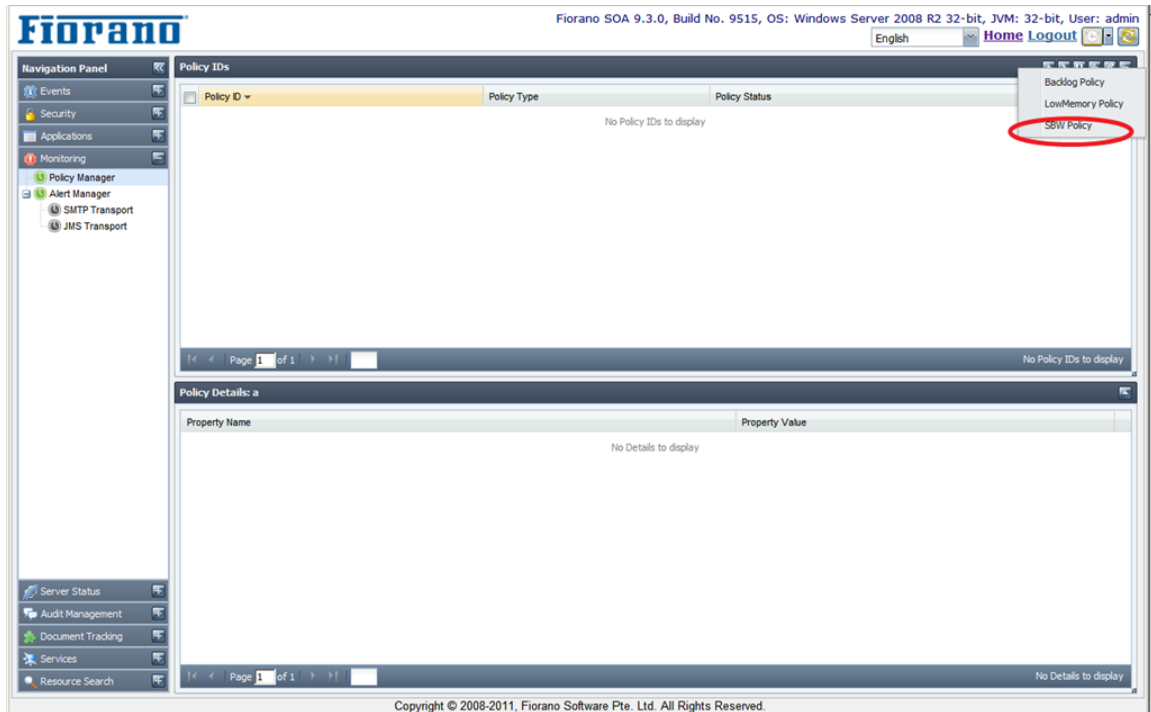 Fiorano
Fiorano SOA 9.3.0, Build No. 9515, OS: Windows Server 2008 R2 32-bit, JVM: 32-bit, User: admin
English Home Logout
Navigation Panel
Events
Security
Applications
Monitoring
Policy Manager
Alert Manager
SMTP Transport
JMS Transport
Server Status
Audit Management
Document Tracking
Services
Resource Search
Policy IDs
Backlog Policy
LowMemory Policy
SBW Policy
Policy ID Policy Type Policy Status
No Policy IDs to display
Page 1 of 1 No Policy IDs to display
Policy Details: a
Property Name Property Value
No Details to display
Page 1 of 1 No Details to display
Copyright © 2008-2011, Fiorano Software Pte. Ltd. All Rights Reserved.